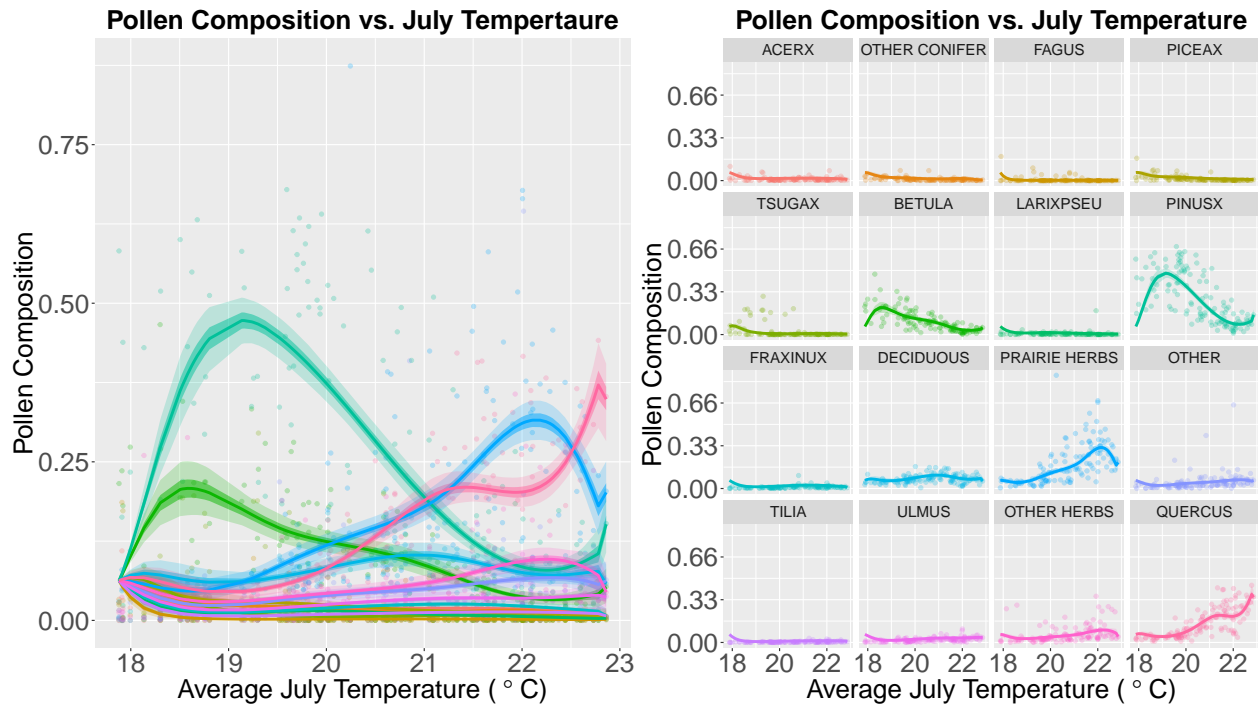 Pollen Composition vs. July Tempertaure
Pollen Composition
0.75
0.50
0.25
0.00
18 19 20 21 22 23
Average July Temperature ( ° C)
Pollen Composition vs. July Temperature
Pollen Composition
ACERX OTHER CONIFER FAGUS PICEAX
0.66
0.33
0.00
TSUGAX BETULA LARIXPSEU PINUSX
0.66
0.33
0.00
FRAXINUX DECIDUOUS PRAIRIE HERBS OTHER
0.66
0.33
0.00
TILIA ULMUS OTHER HERBS QUERCUS
0.66
0.33
0.00
18 20 22 18 20 22 18 20 22 18 20 22
Average July Temperature ( ° C)